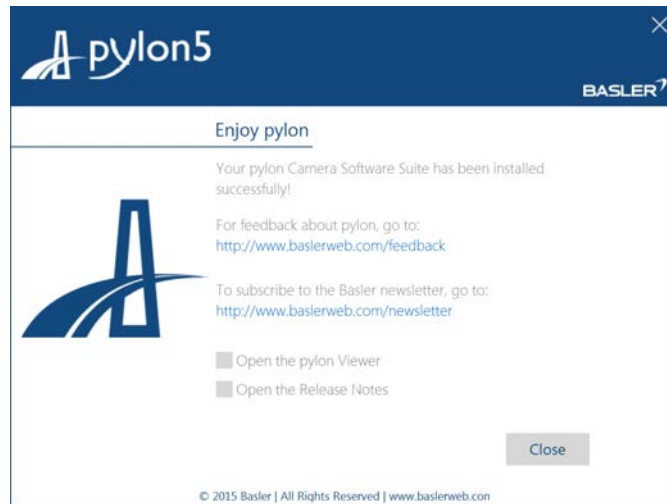 pylon5
BASLER
Enjoy pylon
Your pylon Camera Software Suite has been installed
successfully!
For feedback about pylon, go to:
http://www.baslerweb.com/feedback
To subscribe to the Basler newsletter, go to:
http://www.baslerweb.com/newsletter
Open the pylon Viewer
Open the Release Notes
Close
© 2015 Basler | All Rights Reserved | www.baslerweb.con